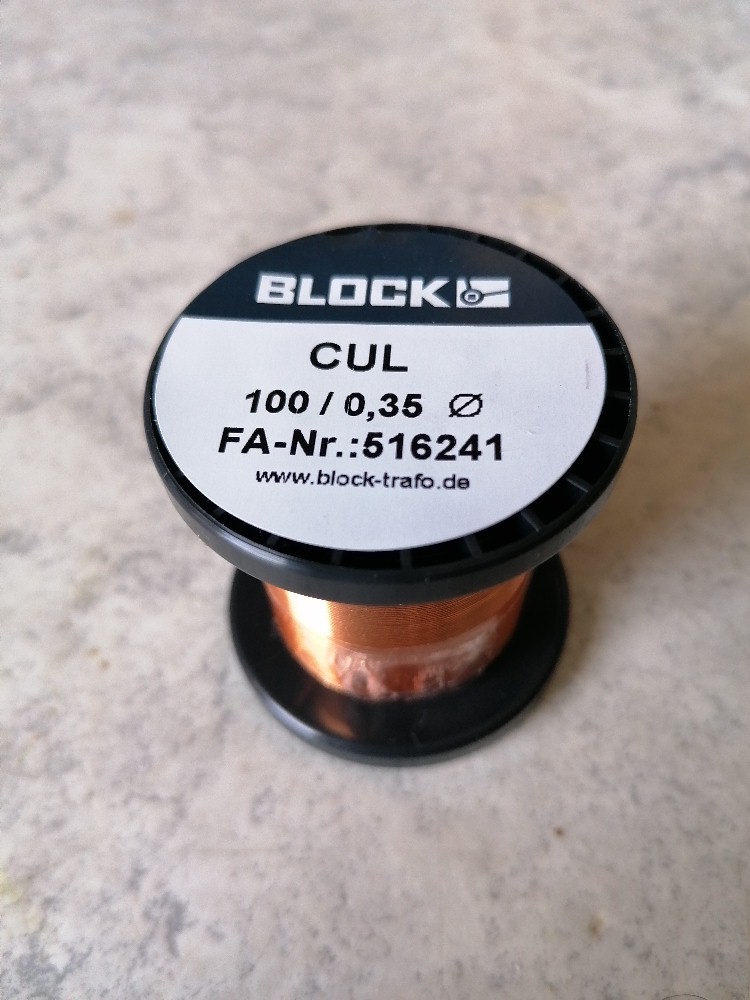 BLOCK
CUL
100 / 0,35 Ø
FA-Nr.:516241
www.block-trafo.de